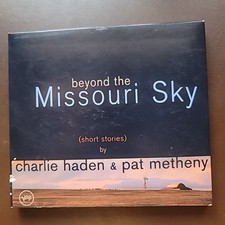 beyond the
Missouri Sky
(short stories)
by
charlie haden & pat metheny